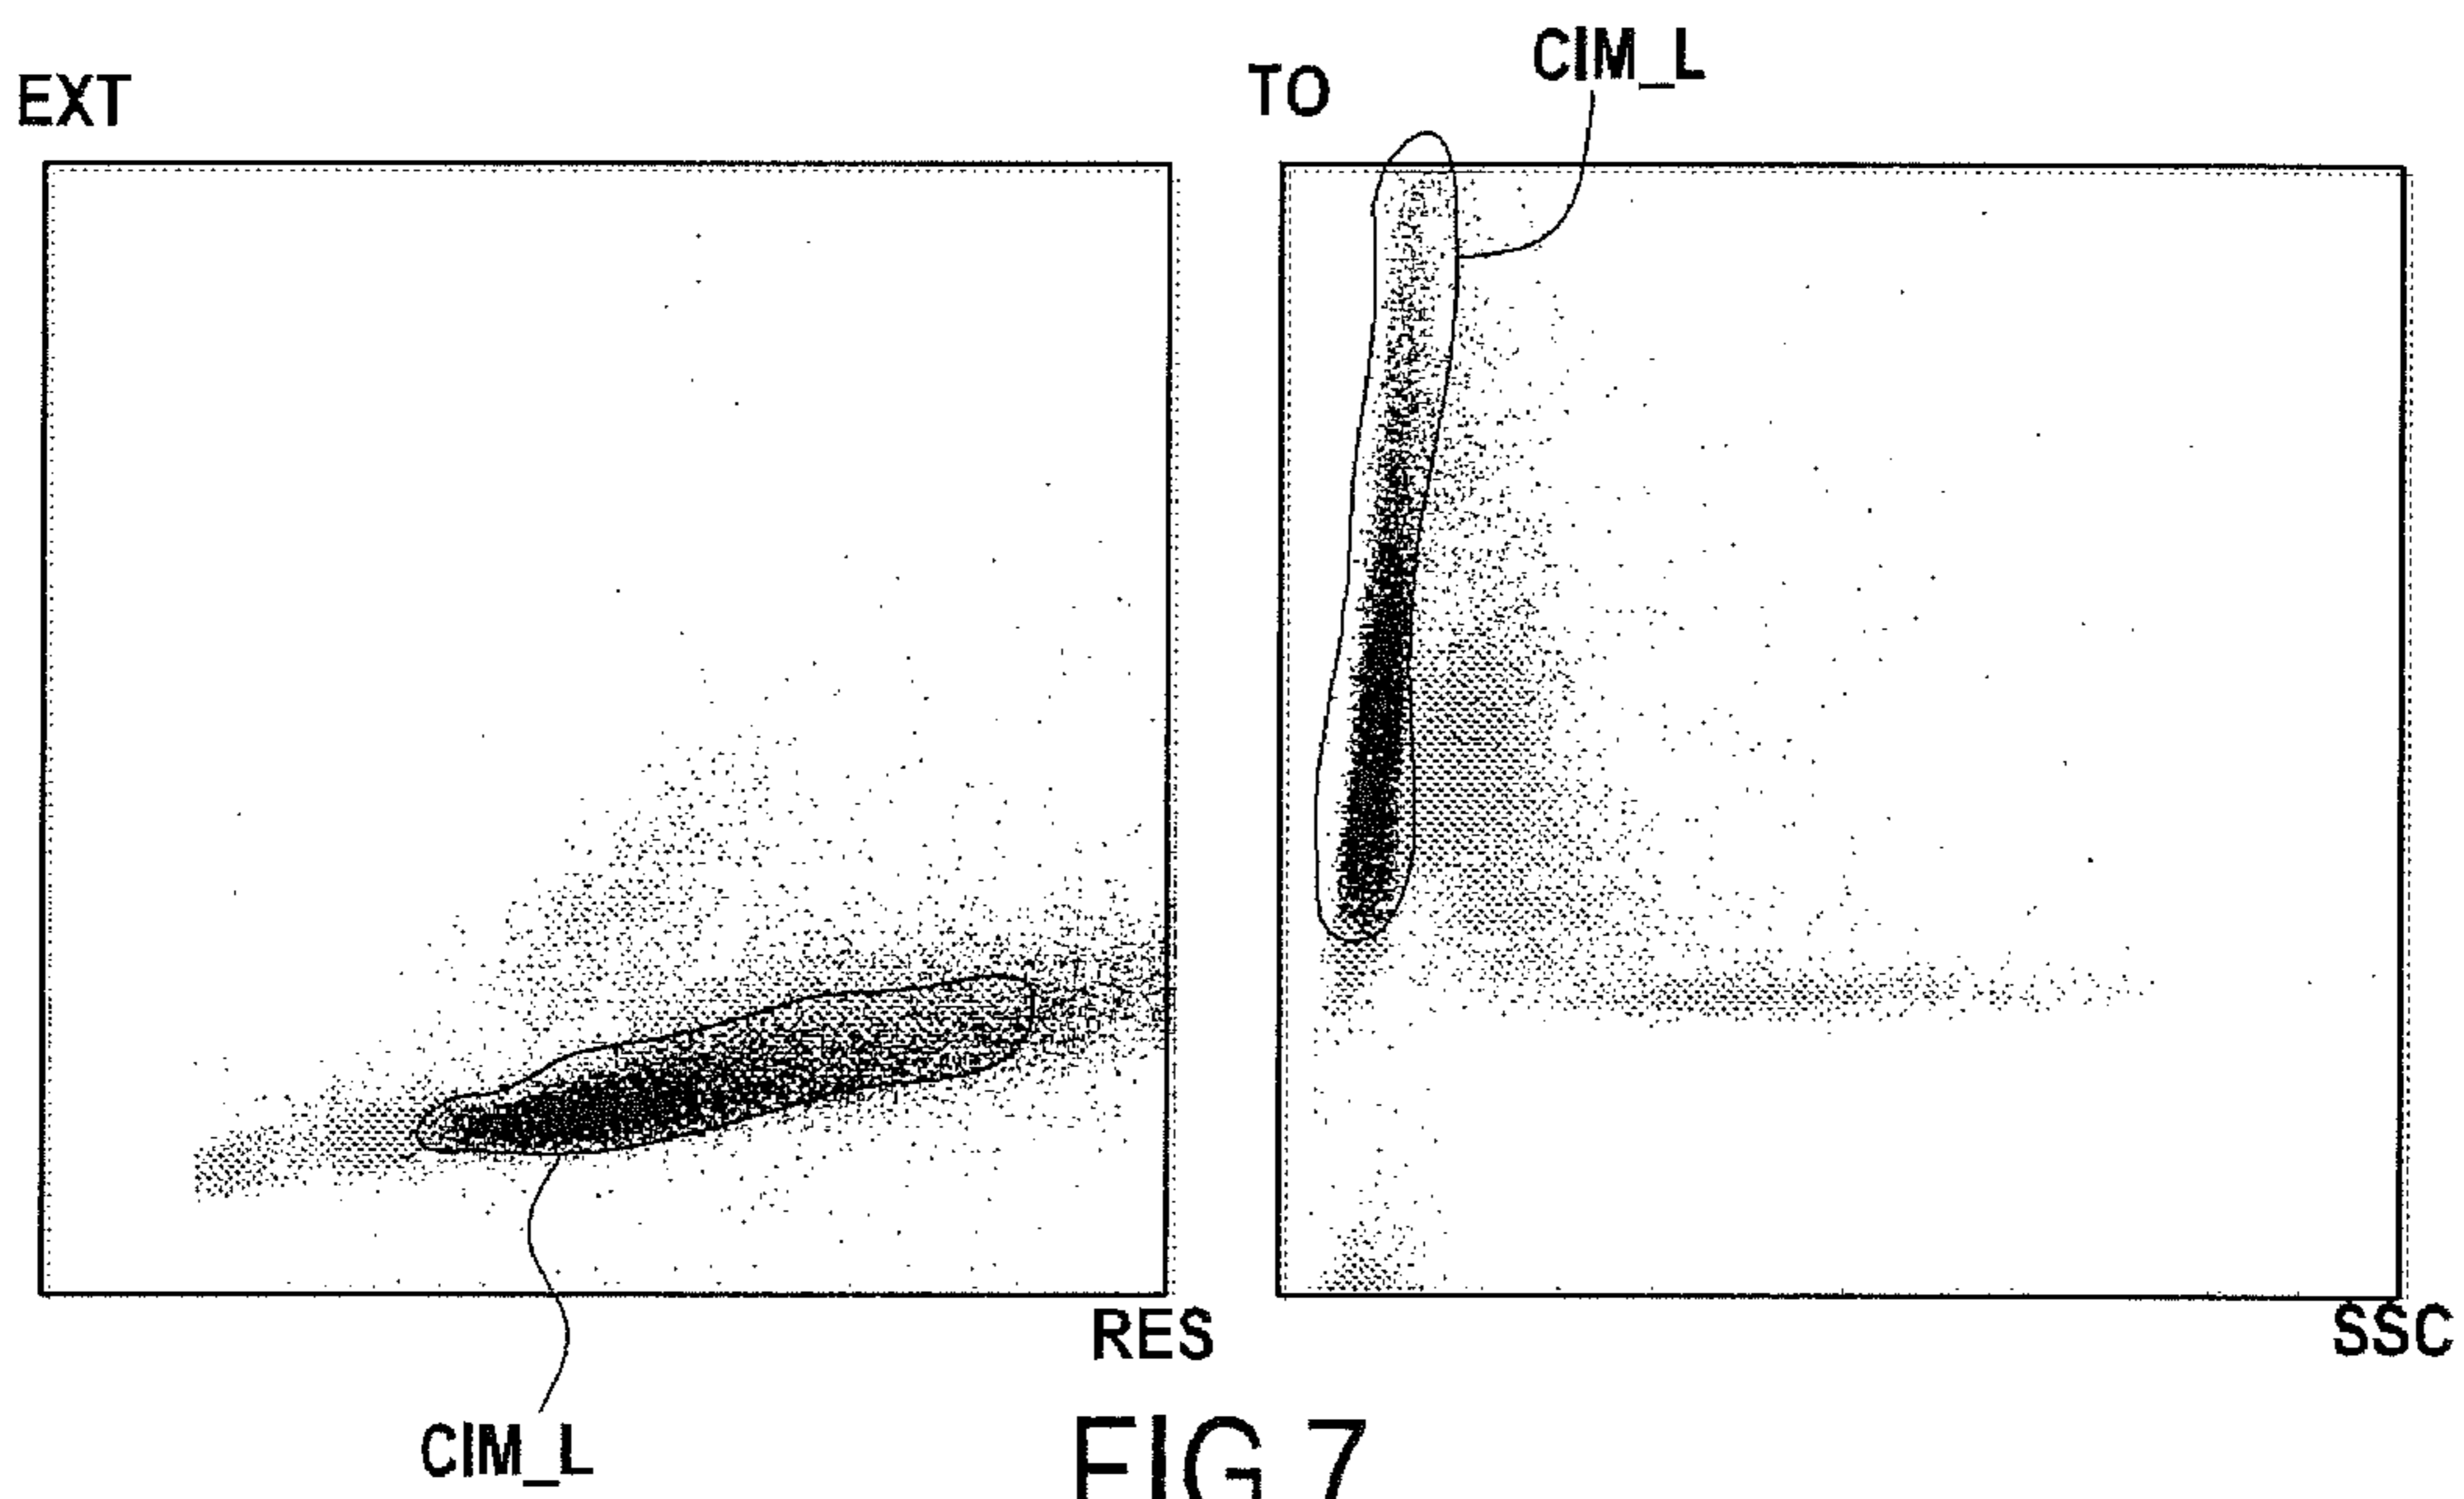 EXT
TO
CIM_L
RES
SSC
CIM_L
FIG.7